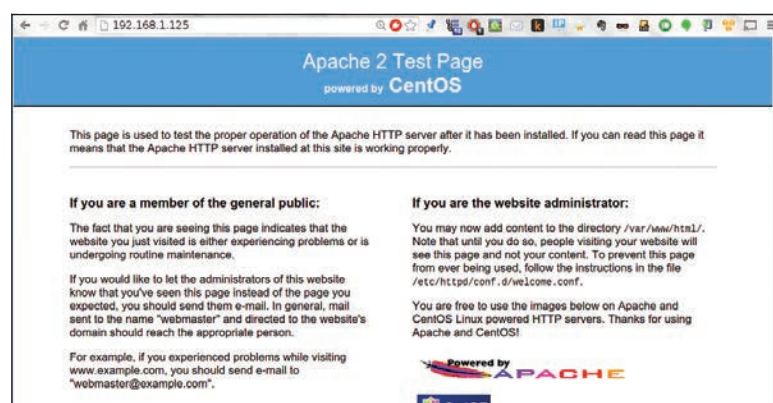 192.168.1.125
Apache 2 Test Page
powered by CentOS
This page is used to test the proper operation of the Apache HTTP server after it has been installed. If you can read this page it
means that the Apache HTTP server installed at this site is working properly.
If you are a member of the general public:
The fact that you are seeing this page indicates that the
website you just visited is either experiencing problems or is
undergoing routine maintenance.
If you would like to let the administrators of this website
know that you've seen this page instead of the page you
expected, you should send them e-mail. In general, mail
sent to the name "webmaster" and directed to the website's
domain should reach the appropriate person.
For example, if you experienced problems while visiting
www.example.com, you should send e-mail to
"webmaster@example.com".
If you are the website administrator:
You may now add content to the directory /var/www/html/.
Note that until you do so, people visiting your website will
see this page and not your content. To prevent this page
from ever being used, follow the instructions in the file
/etc/httpd/conf.d/welcome.conf.
You are free to use the images below on Apache and
CentOS Linux powered HTTP servers. Thanks for using
Apache and CentOS!
Powered by
APACHE